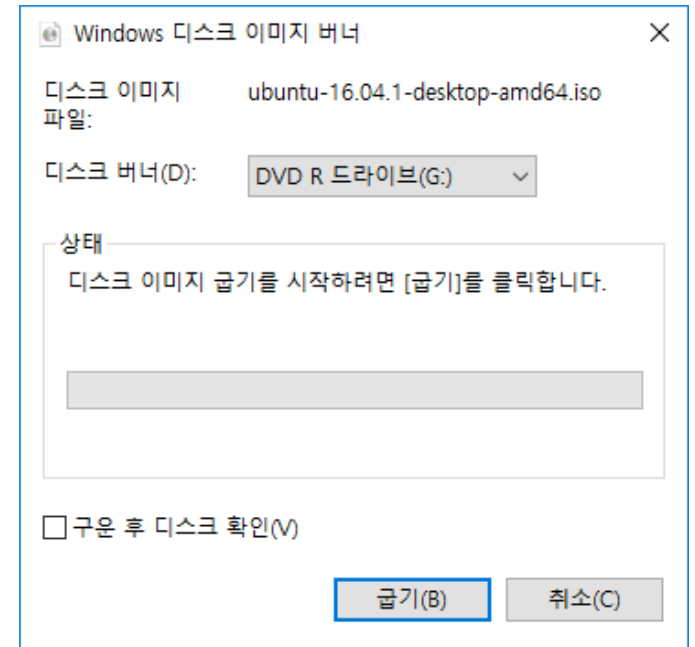 Windows 디스크 이미지 버너
디스크 이미지 파일:
ubuntu-16.04.1-desktop-amd64.iso
디스크 버너(D):
DVD R 드라이브(G:)
상태
디스크 이미지 굽기를 시작하려면 [굽기]를 클릭합니다.
구운 후 디스크 확인(V)
굽기(B)
취소(C)